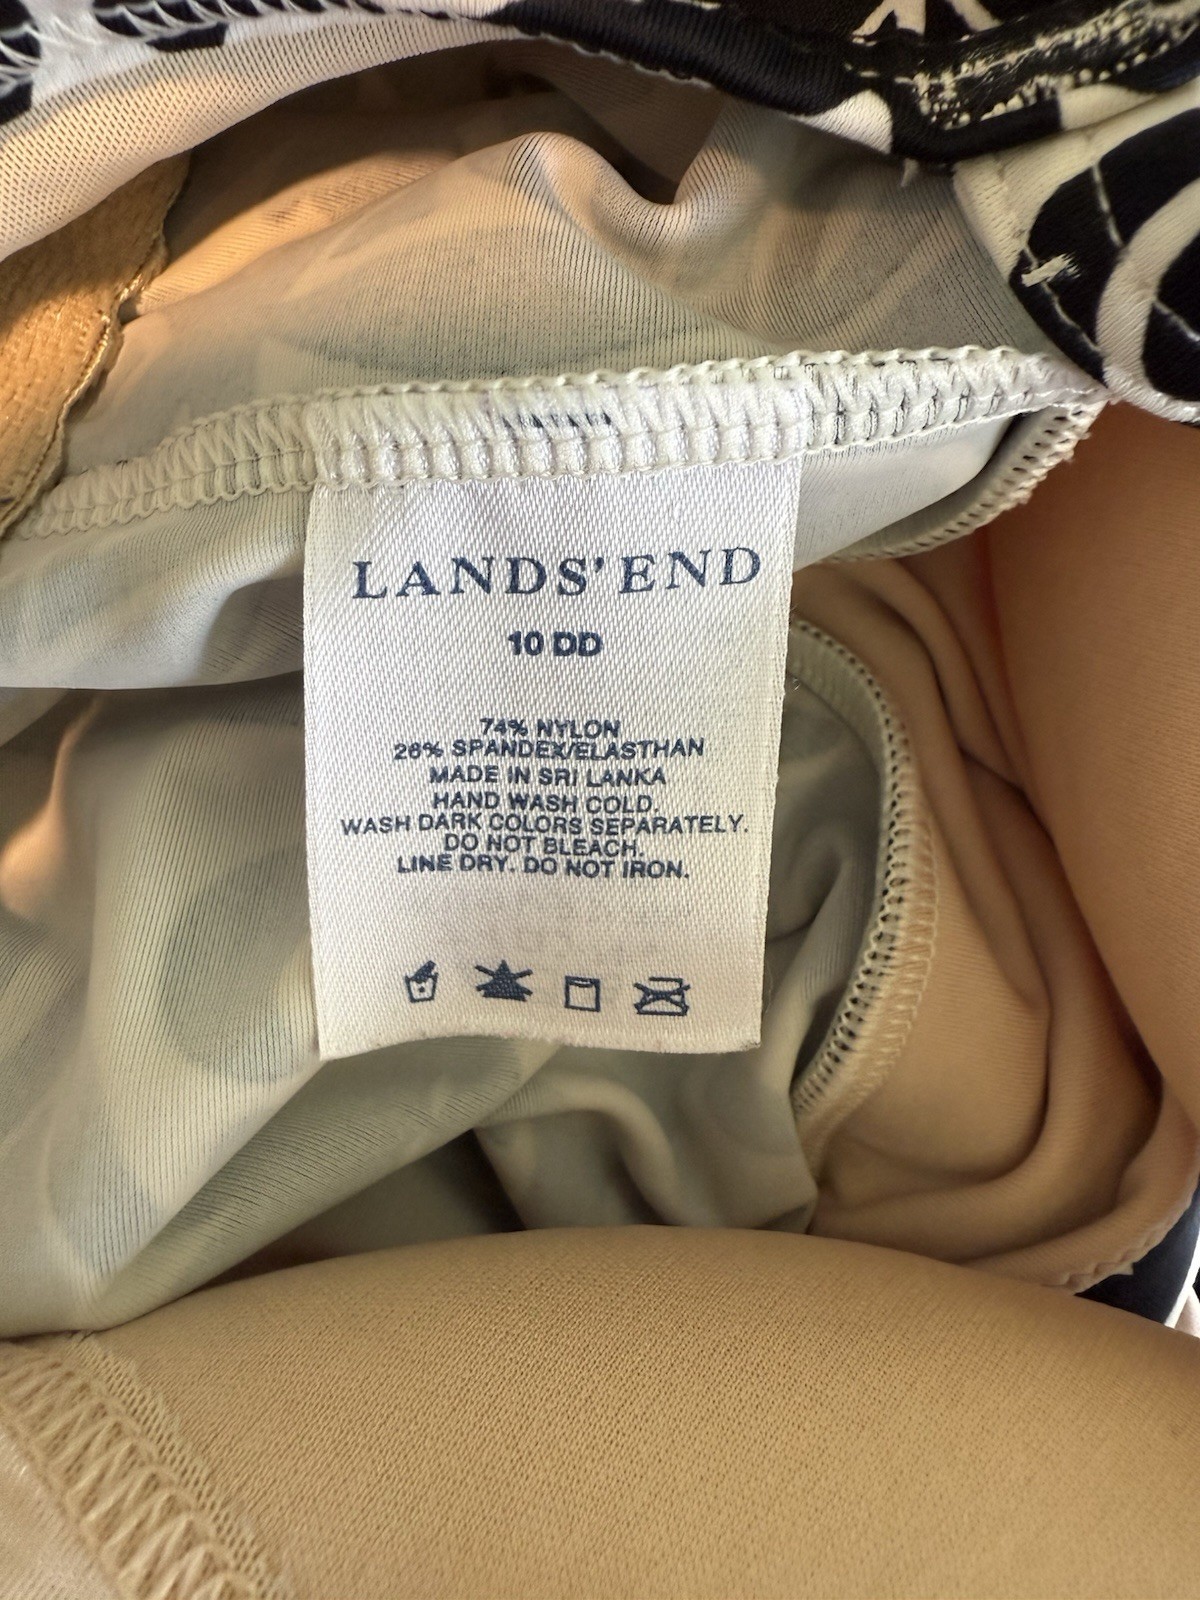 LANDS' END
10 DD
74% NYLON
26% SPANDEX/ELASTHAN
MADE IN SRI LANKA
HAND WASH COLD.
WASH DARK COLORS SEPARATELY.
DO NOT BLEACH.
LINE DRY. DO NOT IRON.